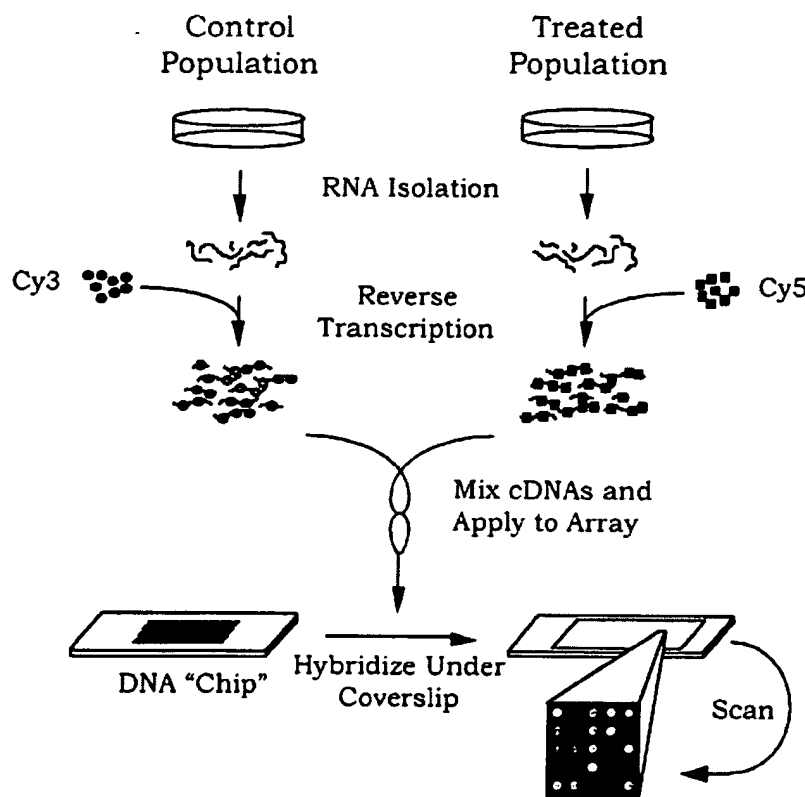 Control
Population
Treated
Population
RNA Isolation
Cy3
Reverse
Transcription
Cy5
Mix cDNAs and
Apply to Array
DNA “Chip”
Hybridize Under
Coverslip
Scan